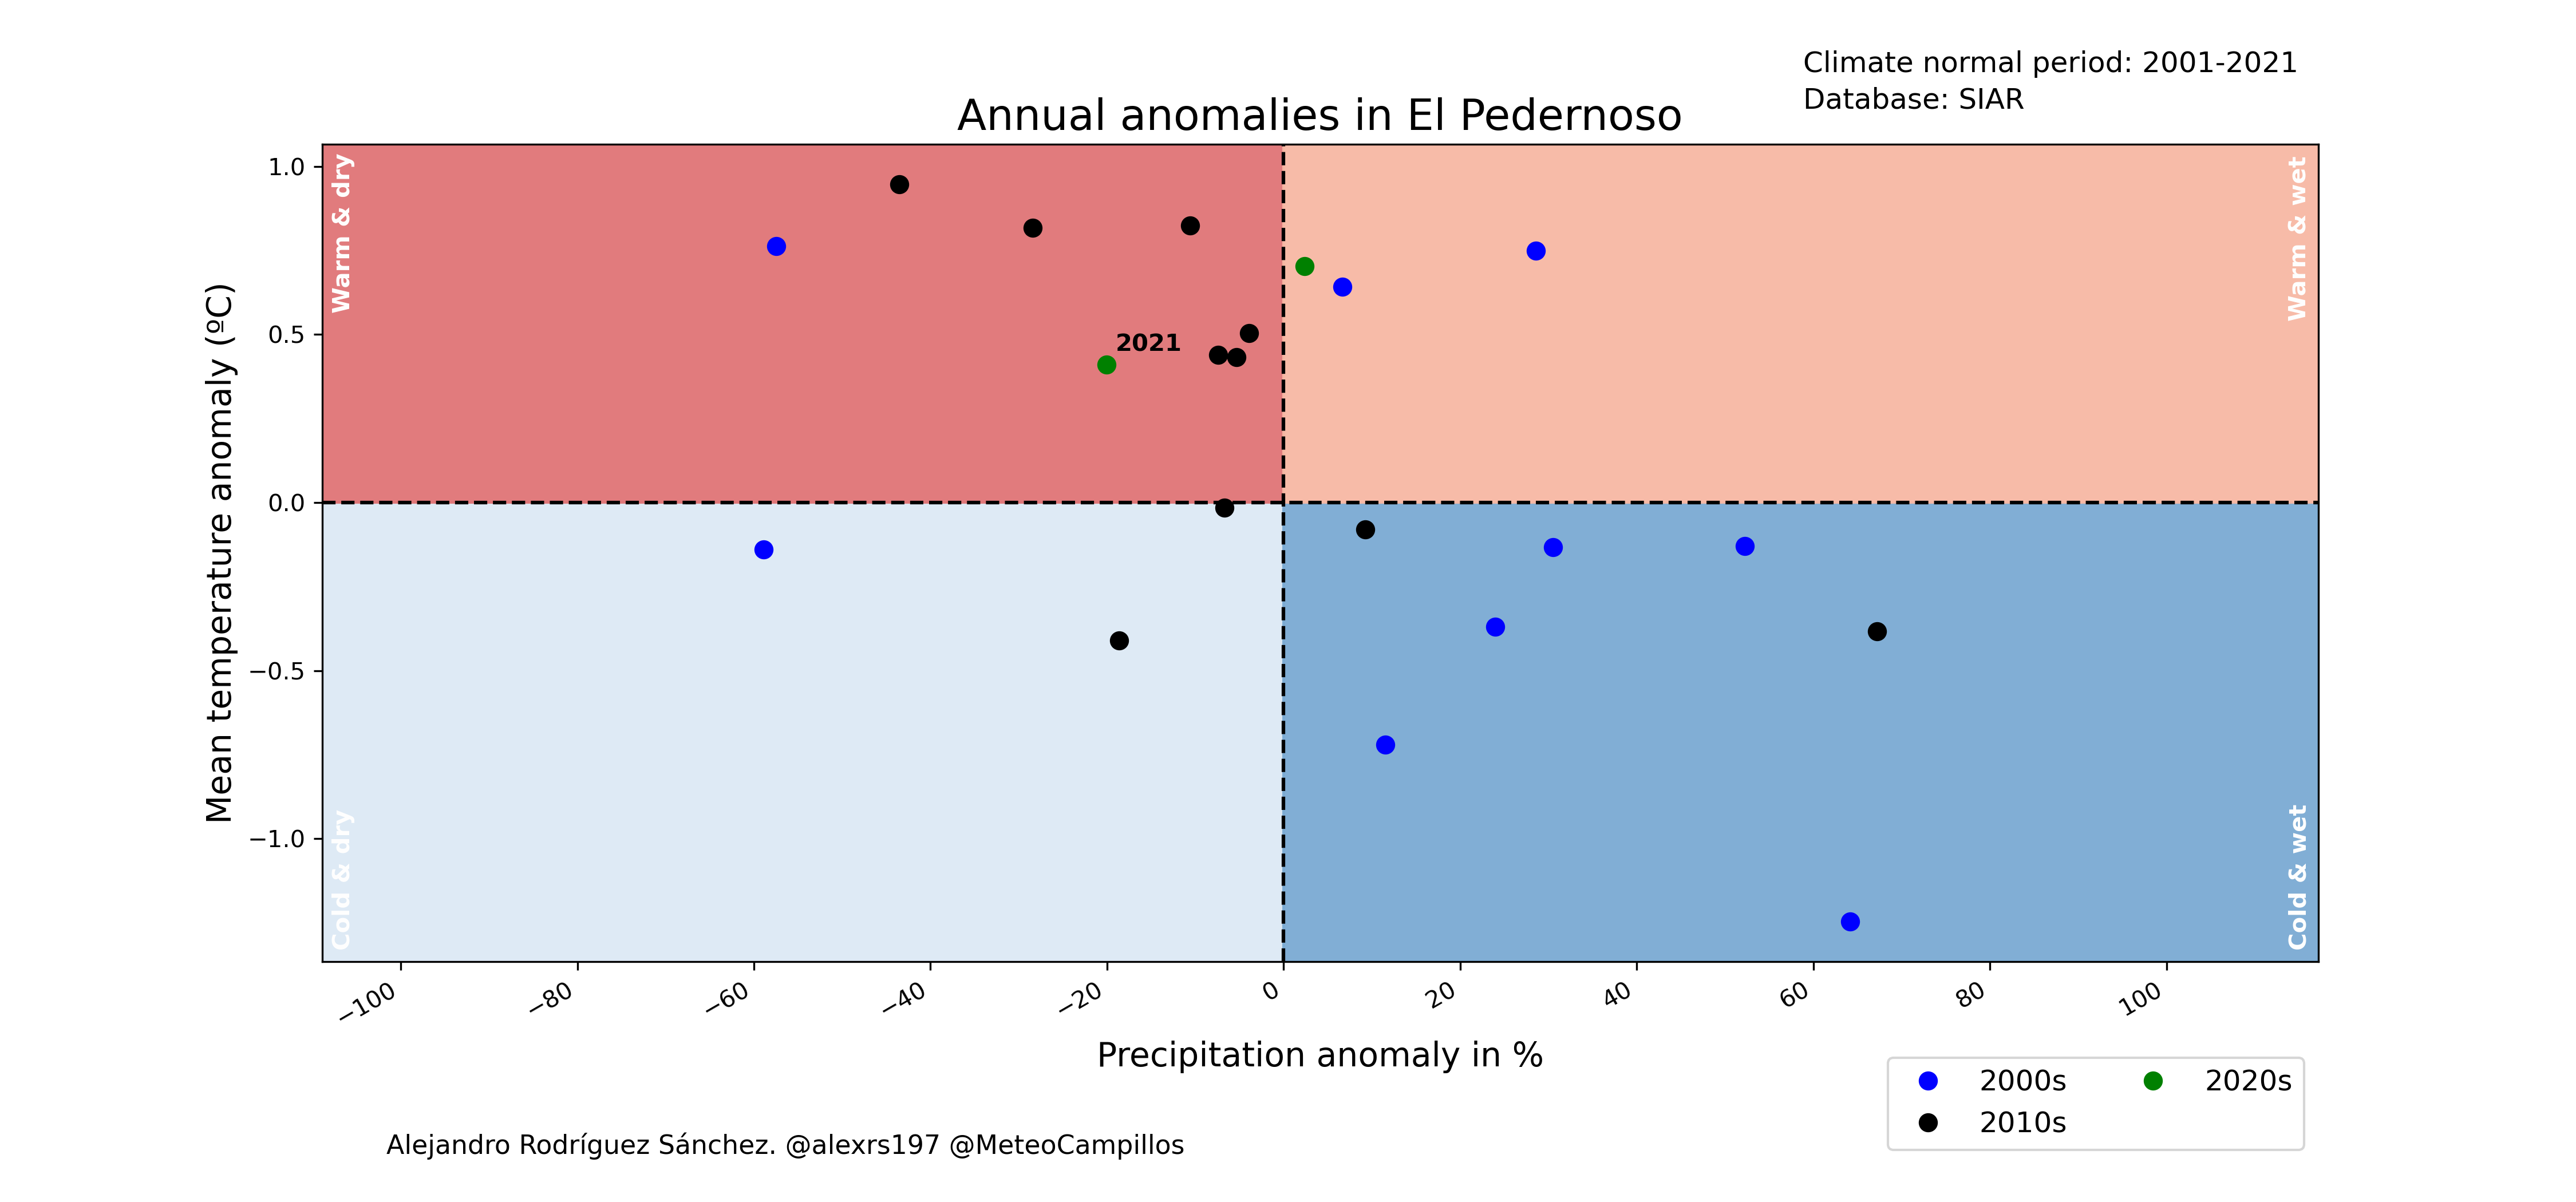 Climate normal period: 2001-2021
Database: SIAR
Annual anomalies in El Pedernoso
Warm & dry
Warm & wet
1.0
0.5
0.0
−0.5
−1.0
Mean temperature anomaly (ºC)
2021
Cold & dry
Cold & wet
−100
−80
−60
−40
−20
0
20
40
60
80
100
Precipitation anomaly in %
2000s
2020s
2010s
Alejandro Rodríguez Sánchez. @alexrs197 @MeteoCampillos